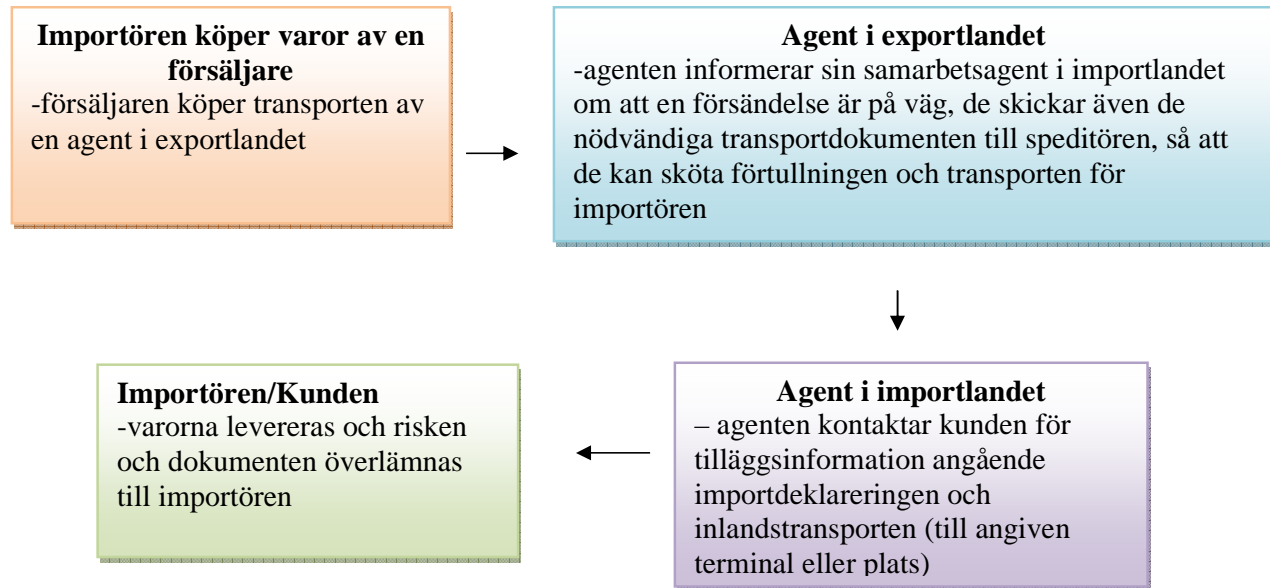 Importören köper varor av en
försäljare
-försäljaren köper transporten av
en agent i exportlandet
Agent i exportlandet
-agenten informerar sin samarbetsagent i importlandet
om att en försändelse är på väg, de skickar även de
nödvändiga transportdokumenten till speditören, så att
de kan sköta förtullningen och transporten för
importören
Agent i importlandet
– agenten kontaktar kunden för
tilläggsinformation angående
importdeklareringen och
inlandstransporten (till angiven
terminal eller plats)
Importören/Kunden
-varorna levereras och risken
och dokumenten överlämnas
till importören